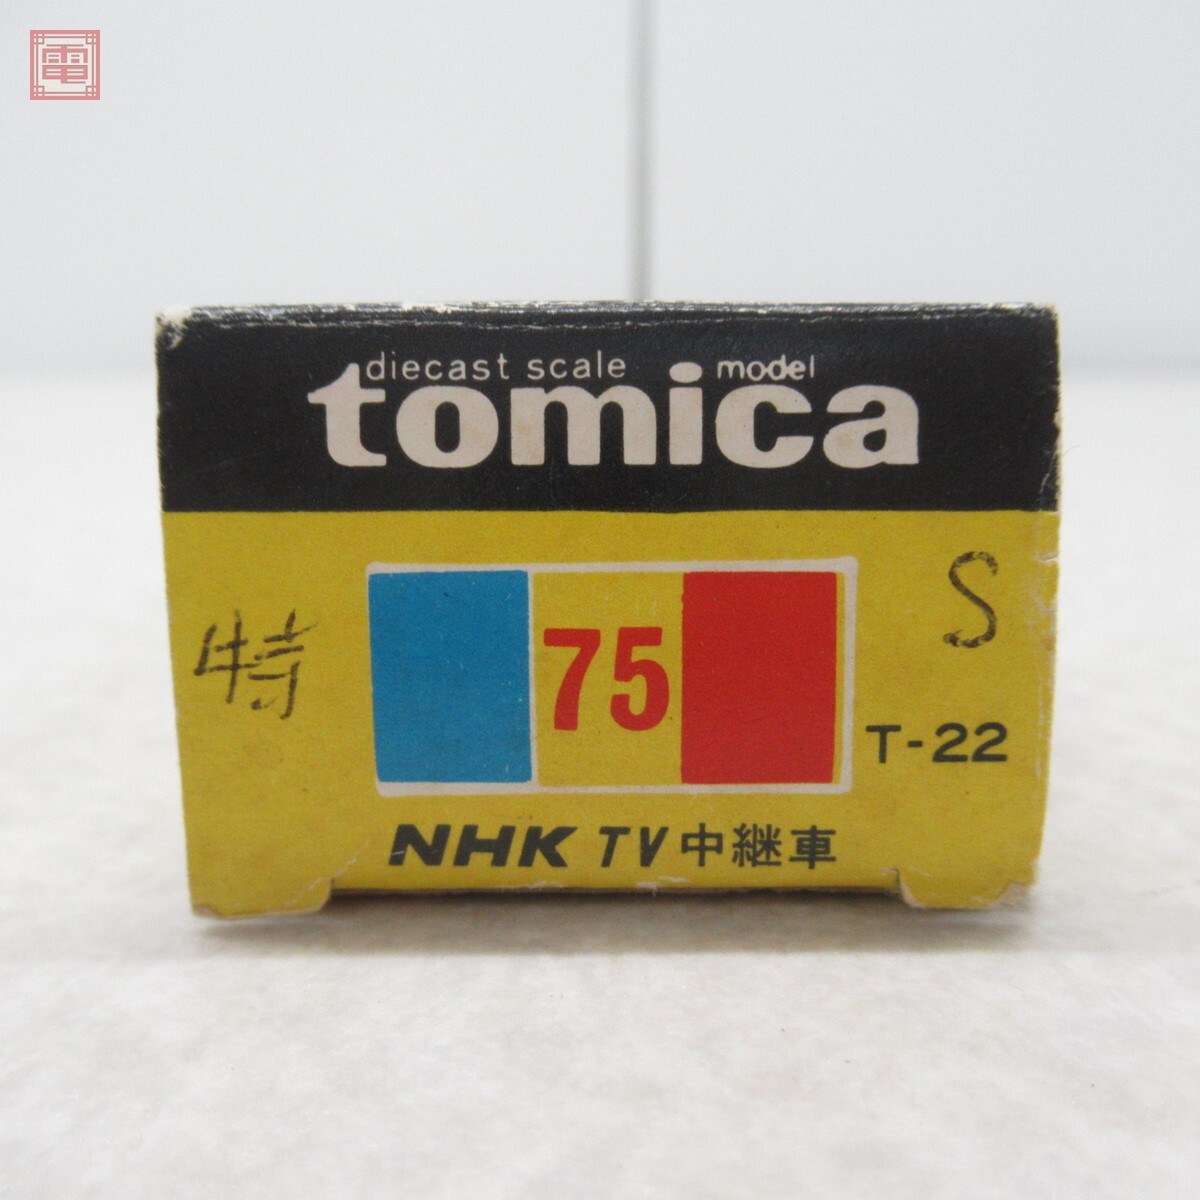 電
diecast scale model
tomica
特
S
75
T-22
NHK TV 中継車